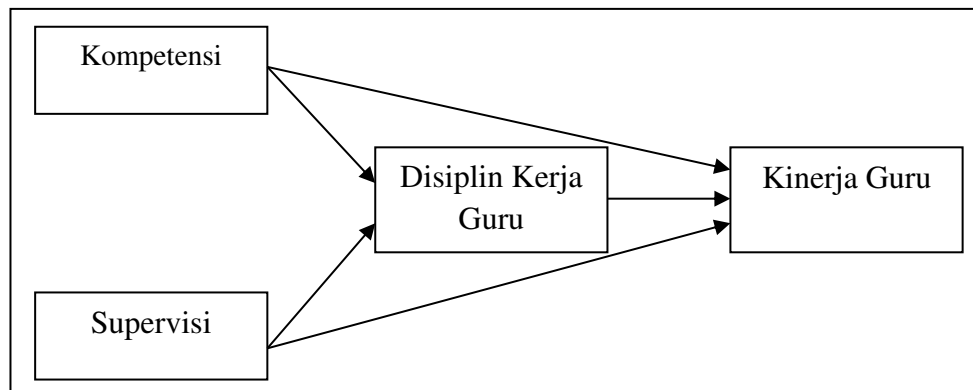 Kompetensi
Disiplin Kerja
Guru
Kinerja Guru
Supervisi